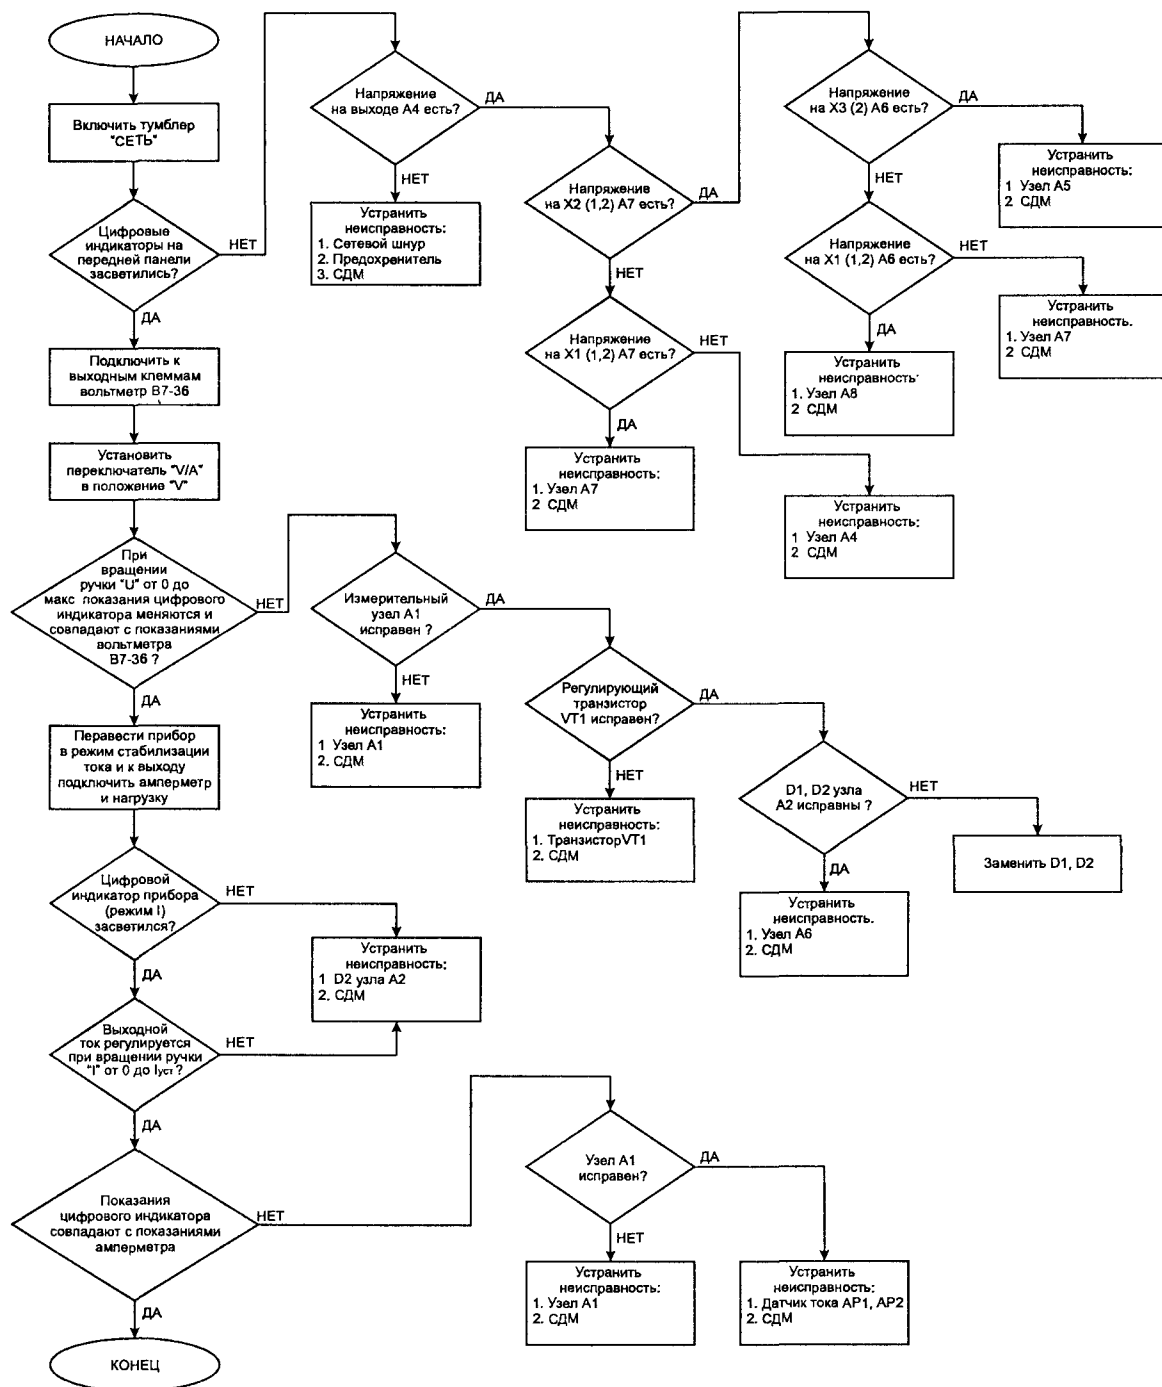 НАЧАЛО
Включить тумблер
"СЕТЬ"
Цифровые
индикаторы на
передней панели
засветились?
НЕТ
ДА
Подключить к
выходным клеммам
вольтметр В7-36
Установить
переключатель "V/A"
в положение "V"
При
вращении
ручки "U" от 0 до
макс показания цифрового
индикатора меняются и
совпадают с показаниями
вольтметра
В7-36 ?
НЕТ
ДА
Перавести прибор
в режим стабилизации
тока и к выходу
подключить амперметр
и нагрузку
Цифровой
индикатор прибора
(режим I)
засветился?
НЕТ
ДА
Выходной
ток регулируется
при вращении ручки
"I" от 0 до Iуст?
НЕТ
ДА
Показания
цифрового индикатора
совпадают с показаниями
амперметра
НЕТ
ДА
КОНЕЦ
Напряжение
на выходе А4 есть?
ДА
НЕТ
Устранить
неисправность:
1. Сетевой шнур
2. Предохренитель
3. СДМ
Напряжение
на Х2 (1,2) А7 есть?
ДА
НЕТ
Напряжение
на Х1 (1,2) А7 есть?
НЕТ
ДА
Устранить
неисправность:
1. Узел А7
2 СДМ
Напряжение
на Х3 (2) А6 есть?
ДА
НЕТ
Устранить
неисправность:
1 Узел А5
2 СДМ
Напряжение
на Х1 (1,2) А6 есть?
НЕТ
ДА
Устранить
неисправность.
1. Узел А7
2 СДМ
Устранить
неисправность:
1. Узел А8
2 СДМ
Устранить
неисправность:
1 Узел А4
2 СДМ
Измерительный
узел А1
исправен ?
ДА
НЕТ
Устранить
неисправность:
1 Узел А1
2. СДМ
Регулирующий
транзистор
VT1 исправен?
ДА
НЕТ
Устранить
неисправность:
1. ТранзисторVT1
2. СДМ
D1, D2 узла
А2 исправны ?
НЕТ
ДА
Заменить D1, D2
Устранить
неисправность.
1. Узел А6
2. СДМ
Устранить
неисправность:
1 D2 узла А2
2. СДМ
Узел А1
исправен?
ДА
НЕТ
Устранить
неисправность:
1. Узел А1
2. СДМ
Устранить
неисправность:
1. Датчик тока АР1, АР2
2. СДМ